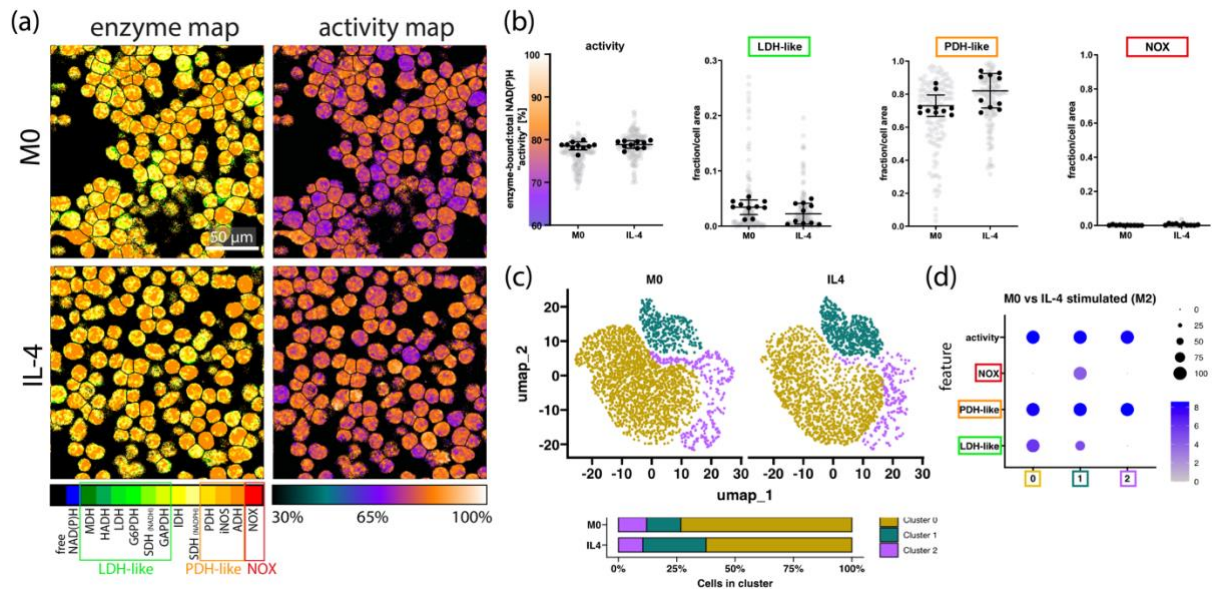 (a)
enzyme map
activity map
M0
IL-4
50 µm
free NAD(P)H
MDH
HADH
LDH
G6PDH
SDH (NADH)
GAPDH
IDH
SDH (NADPH)
PDH
iNOS
ADH
NOX
LDH-like
PDH-like
NOX
30%
65%
100%
(b)
activity
enzyme-bound:total NAD(P)H
"activity" [%]
100
90
80
70
60
M0
IL-4
LDH-like
fraction/cell area
0.3
0.2
0.1
0.0
M0
IL-4
PDH-like
fraction/cell area
1.0
0.8
0.6
0.4
0.2
0.0
M0
IL-4
NOX
fraction/cell area
1.0
0.8
0.6
0.4
0.2
0.0
M0
IL-4
(c)
M0
IL4
umap_2
20
10
0
-10
-20
-20
-10
0
10
20
30
-20
-10
0
10
20
30
umap_1
M0
IL4
0%
25%
50%
75%
100%
Cells in cluster
Cluster 0
Cluster 1
Cluster 2
(d)
M0 vs IL-4 stimulated (M2)
feature
activity
NOX
PDH-like
LDH-like
0
1
2
0
25
50
75
100
8
6
4
2
0